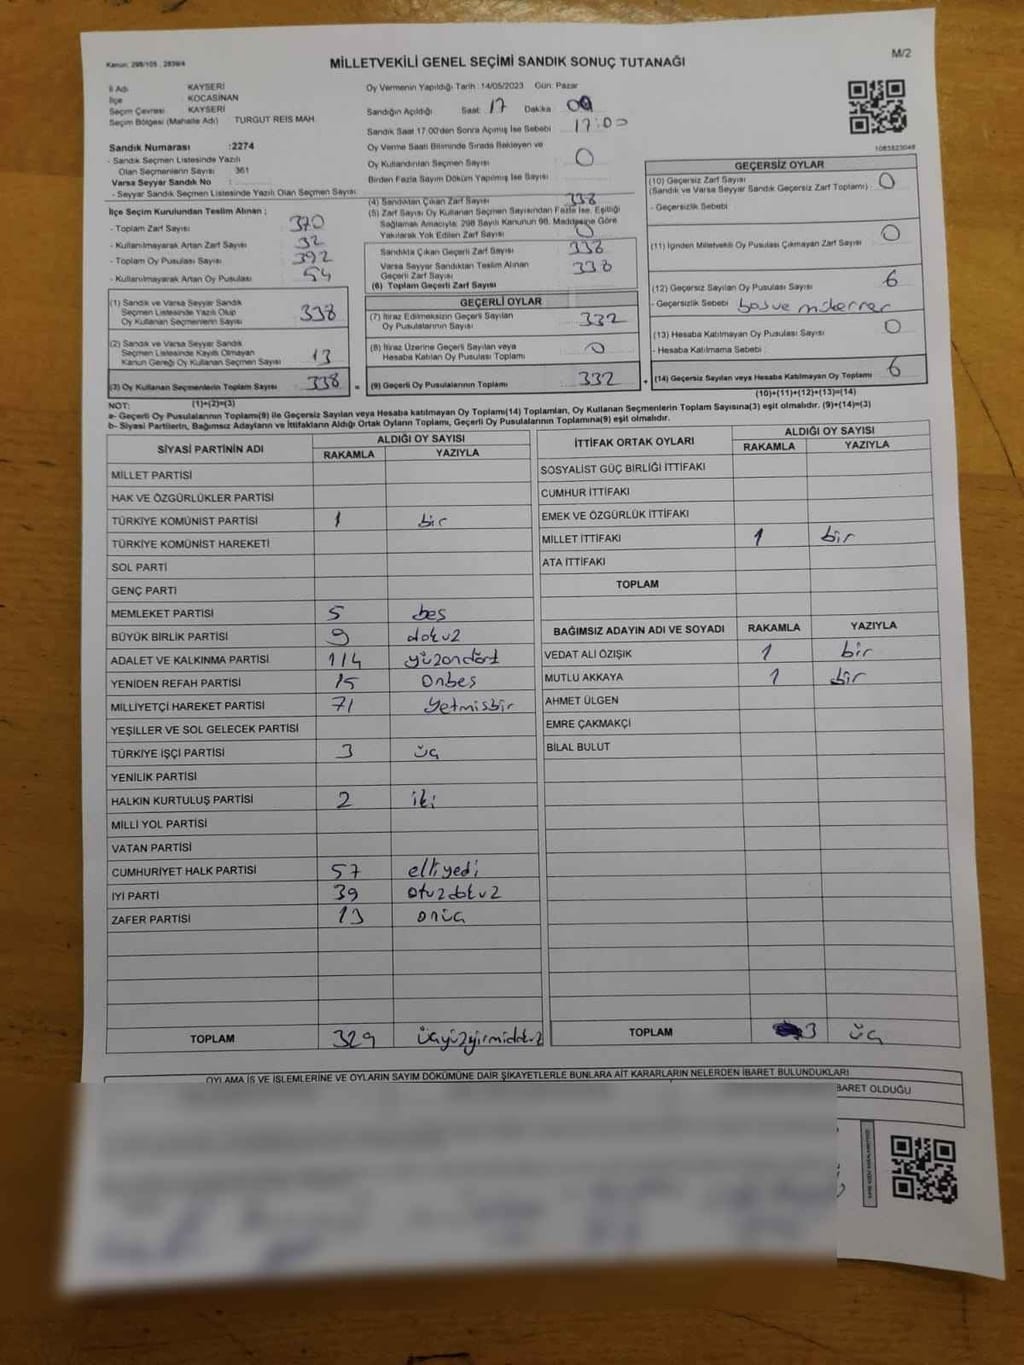 Kanun: 298/105, 2839/4
MİLLETVEKİLİ GENEL SEÇİMİ SANDIK SONUÇ TUTANAĞI
M/2
İl Adı KAYSERİ
İlçe KOCASİNAN
Seçim Çevresi KAYSERİ
Seçim Bölgesi (Mahalle Adı) TURGUT REIS MAH.
Sandık Numarası :2274
- Sandık Seçmen Listesinde Yazılı
Olan Seçmenlerin Sayısı 361
Varsa Seyyar Sandık No :
- Seyyar Sandık Seçmen Listesinde Yazılı Olan Seçmen Sayısı
Oy Vermenin Yapıldığı Tarih : 14/05/2023 Gün: Pazar
Sandığın Açıldığı Saat: 17 Dakika 00
Sandık Saat 17.00'den Sonra Açılmış İse Sebebi 17:00
Oy Verme Saati Bitiminde Sırada Bekleyen ve
Oy Kullandırılan Seçmen Sayısı 0
Birden Fazla Sayım Döküm Yapılmış İse Sayısı
1083823048
İlçe Seçim Kurulundan Teslim Alınan ;
- Toplam Zarf Sayısı 370
- Kullanılmayarak Artan Zarf Sayısı 32
- Toplam Oy Pusulası Sayısı 392
- Kullanılmayarak Artan Oy Pusulası 54
(1) Sandık ve Varsa Seyyar Sandık
Seçmen Listesinde Yazılı Olup
Oy Kullanan Seçmenlerin Sayısı 338
(2) Sandık ve Varsa Seyyar Sandık
Seçmen Listesinde Kayıtlı Olmayan
Kanun Gereği Oy Kullanan Seçmen Sayısı 13
(3) Oy Kullanan Seçmenlerin Toplam Sayısı 338 =
(1)+(2)=(3)
(4) Sandıktan Çıkan Zarf Sayısı 338
(5) Zarf Sayısı Oy Kullanan Seçmen Sayısından Fazla İse, Eşitliği
Sağlamak Amacıyla; 298 Sayılı Kanunun 98. Maddesine Göre
Yakılarak Yok Edilen Zarf Sayısı 0
Sandıkta Çıkan Geçerli Zarf Sayısı 338
Varsa Seyyar Sandıktan Teslim Alınan
Geçerli Zarf Sayısı 338
(6) Toplam Geçerli Zarf Sayısı
GEÇERLİ OYLAR
(7) İtiraz Edilmeksizin Geçerli Sayılan
Oy Pusulalarının Sayısı 332
(8) İtiraz Üzerine Geçerli Sayılan veya
Hesaba Katılan Oy Pusulası Toplamı 0
(9) Geçerli Oy Pusulalarının Toplamı 332 +
GEÇERSİZ OYLAR
(10) Geçersiz Zarf Sayısı 0
(Sandık ve Varsa Seyyar Sandık Geçersiz Zarf Toplamı)
- Geçersizlik Sebebi
(11) İçinden Milletvekili Oy Pusulası Çıkmayan Zarf Sayısı 0
(12) Geçersiz Sayılan Oy Pusulası Sayısı 6
- Geçersizlik Sebebi boş ve mükerrer
(13) Hesaba Katılmayan Oy Pusulası Sayısı 0
- Hesaba Katılmama Sebebi
(14) Geçersiz Sayılan veya Hesaba Katılmayan Oy Toplamı 6
(10)+(11)+(12)+(13)=(14)
NOT:
a- Geçerli Oy Pusulalarının Toplamı(9) ile Geçersiz Sayılan veya Hesaba katılmayan Oy Toplamı(14) Toplamları, Oy Kullanan Seçmenlerin Toplam Sayısına(3) eşit olmalıdır. (9)+(14)=(3)
b- Siyasi Partilerin, Bağımsız Adayların ve İttifakların Aldığı Ortak Oyların Toplamı, Geçerli Oy Pusulalarının Toplamına(9) eşit olmalıdır.
SİYASİ PARTİNİN ADI ALDIĞI OY SAYISI
RAKAMLA YAZIYLA
MİLLET PARTİSİ
HAK VE ÖZGÜRLÜKLER PARTİSİ
TÜRKİYE KOMÜNİST PARTİSİ 1 bir
TÜRKİYE KOMÜNİST HAREKETİ
SOL PARTİ
GENÇ PARTİ
MEMLEKET PARTİSİ 5 beş
BÜYÜK BİRLİK PARTİSİ 9 dokuz
ADALET VE KALKINMA PARTİSİ 114 yüzondört
YENİDEN REFAH PARTİSİ 15 onbeş
MİLLİYETÇİ HAREKET PARTİSİ 71 yetmisbir
YEŞİLLER VE SOL GELECEK PARTİSİ
TÜRKİYE İŞÇİ PARTİSİ 3 üç
YENİLİK PARTİSİ
HALKIN KURTULUŞ PARTİSİ 2 iki
MİLLİ YOL PARTİSİ
VATAN PARTİSİ
CUMHURİYET HALK PARTİSİ 57 elliyedi
İYİ PARTİ 39 otuzdokuz
ZAFER PARTİSİ 13 onüç
TOPLAM 329 üçyüzyirmidokuz
İTTİFAK ORTAK OYLARI ALDIĞI OY SAYISI
RAKAMLA YAZIYLA
SOSYALİST GÜÇ BİRLİĞİ İTTİFAKI
CUMHUR İTTİFAKI
EMEK VE ÖZGÜRLÜK İTTİFAKI
MİLLET İTTİFAKI 1 bir
ATA İTTİFAKI
TOPLAM
BAĞIMSIZ ADAYIN ADI VE SOYADI RAKAMLA YAZIYLA
VEDAT ALİ ÖZIŞIK 1 bir
MUTLU AKKAYA 1 bir
AHMET ÜLGEN
EMRE ÇAKMAKÇİ
BİLAL BULUT
TOPLAM 3 üç
OYLAMA İŞ VE İŞLEMLERİNE VE OYLARIN SAYIM DÖKÜMÜNE DAİR ŞİKAYETLERLE BUNLARA AİT KARARLARIN NELERDEN İBARET BULUNDUKLARI
BARET OLDUĞU